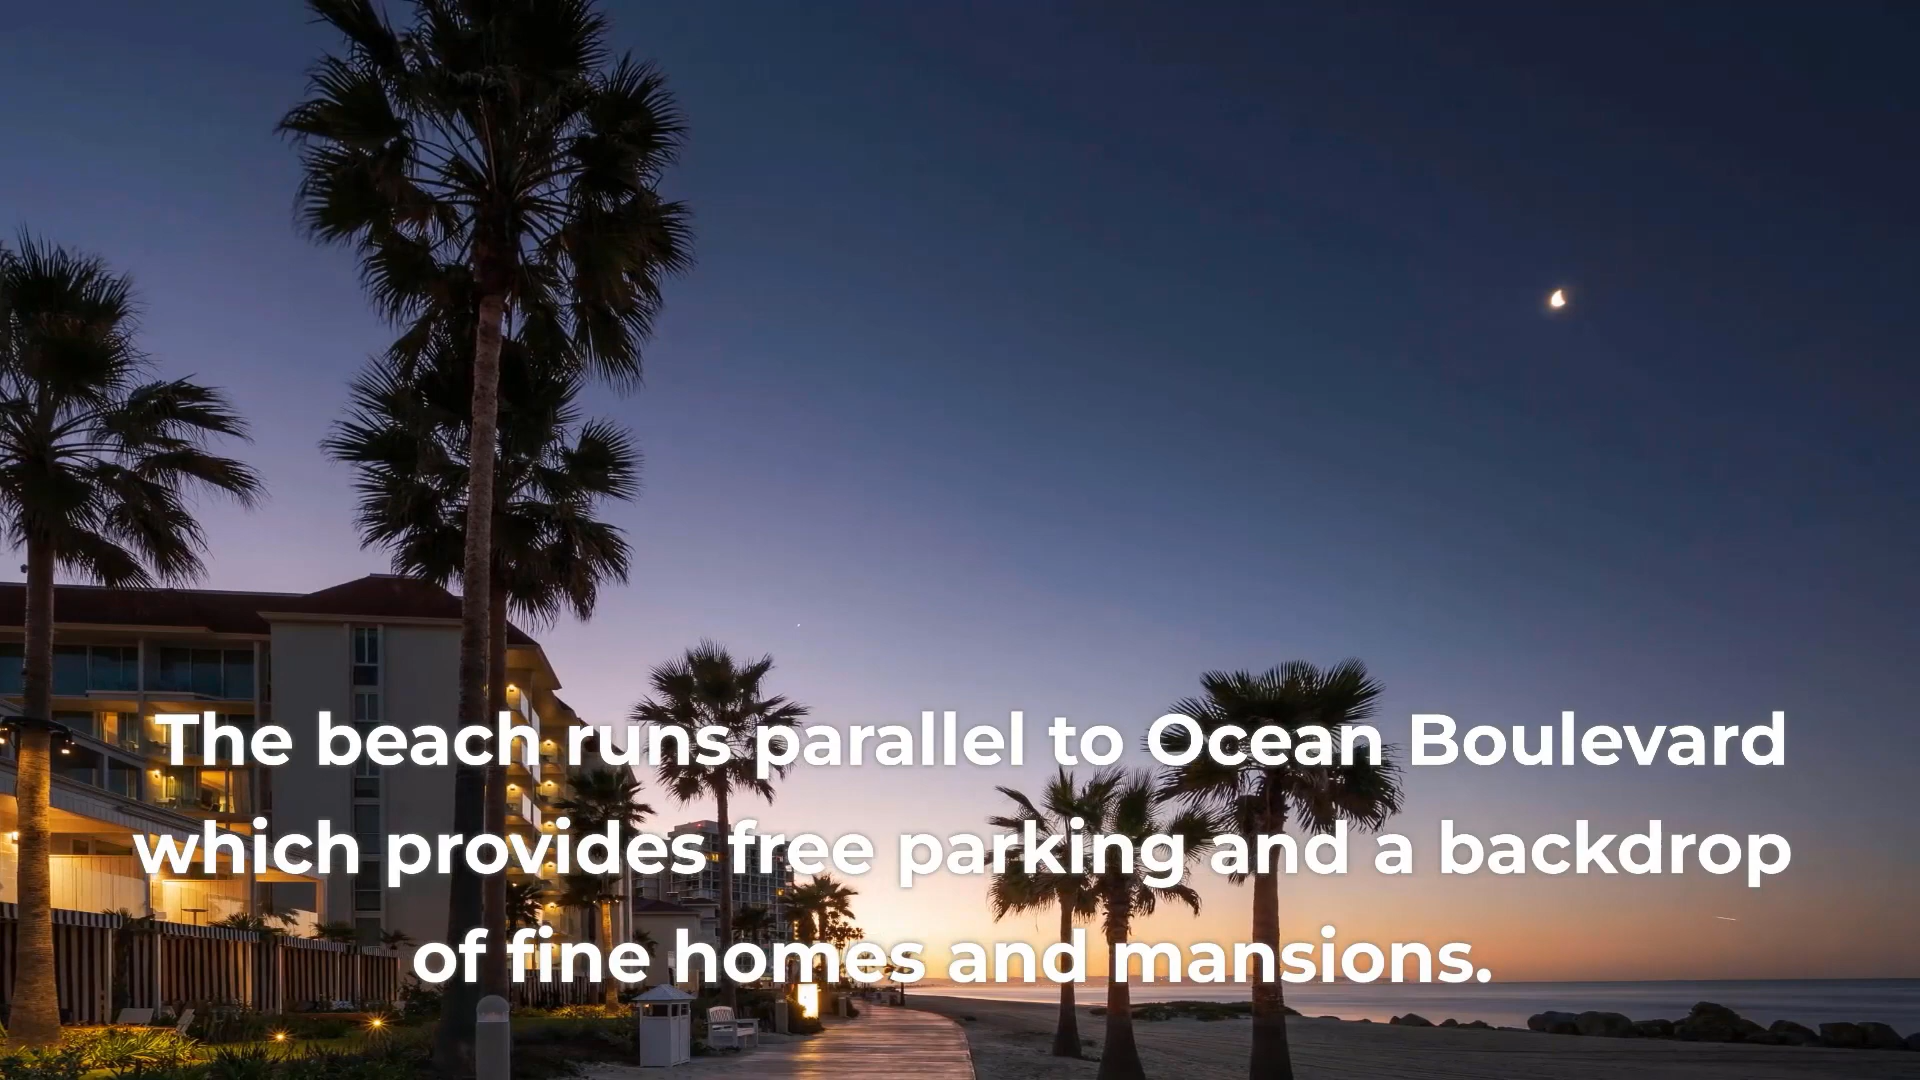 The beach runs parallel to Ocean Boulevard
which provides free parking and a backdrop
of fine homes and mansions.